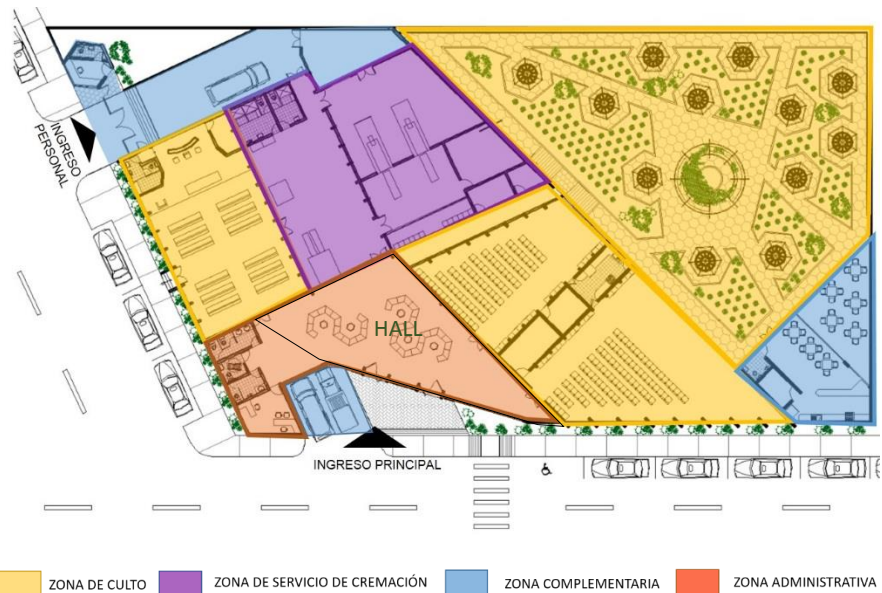 INGRESO
PERSONAL
HALL
INGRESO PRINCIPAL
ZONA DE CULTO
ZONA DE SERVICIO DE CREMACIÓN
ZONA COMPLEMENTARIA
ZONA ADMINISTRATIVA